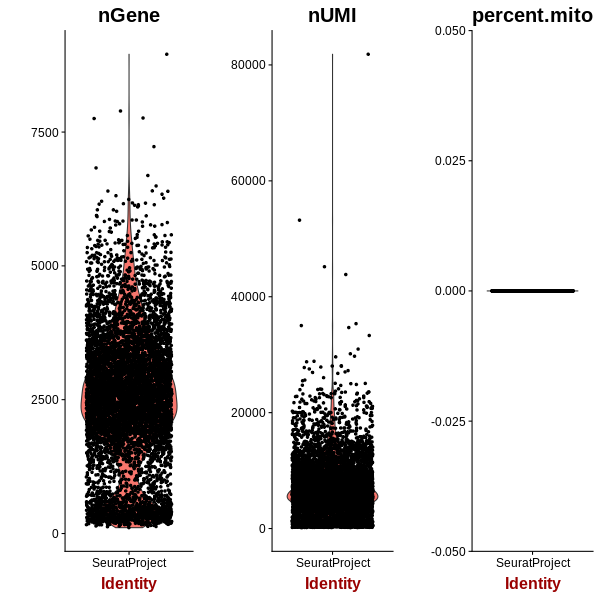 nGene
7500
5000
2500
0
SeuratProject
Identity
nUMI
80000
60000
40000
20000
0
SeuratProject
Identity
percent.mito
0.050
0.025
0.000
-0.025
-0.050
SeuratProject
Identity